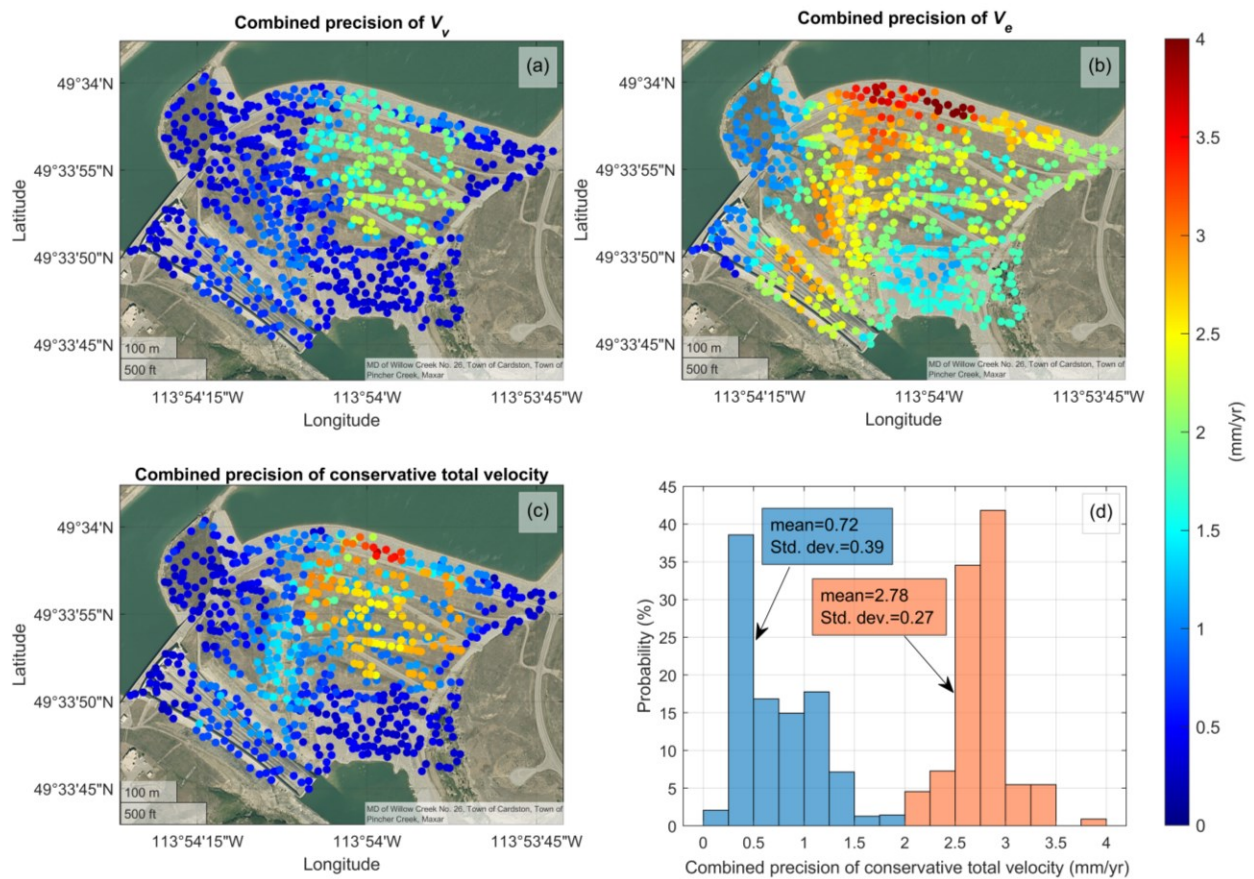 Combined precision of Vv
(a)
49°34'N
49°33'55"N
49°33'50"N
49°33'45"N
Latitude
100 m
500 ft
MD of Willow Creek No. 26, Town of Cardston, Town of
Pincher Creek, Maxar
113°54'15"W
113°54'W
113°53'45"W
Longitude
Combined precision of Ve
(b)
49°34'N
49°33'55"N
49°33'50"N
49°33'45"N
Latitude
100 m
500 ft
MD of Willow Creek No. 26, Town of Cardston, Town of
Pincher Creek, Maxar
113°54'15"W
113°54'W
113°53'45"W
Longitude
4
3.5
3
2.5
2
1.5
1
0.5
0
(mm/yr)
Combined precision of conservative total velocity
(c)
49°34'N
49°33'55"N
49°33'50"N
49°33'45"N
Latitude
100 m
500 ft
MD of Willow Creek No. 26, Town of Cardston, Town of
Pincher Creek, Maxar
113°54'15"W
113°54'W
113°53'45"W
Longitude
(d)
45
40
35
30
25
20
15
10
5
0
Probability (%)
mean=0.72
Std. dev.=0.39
mean=2.78
Std. dev.=0.27
0
0.5
1
1.5
2
2.5
3
3.5
4
Combined precision of conservative total velocity (mm/yr)